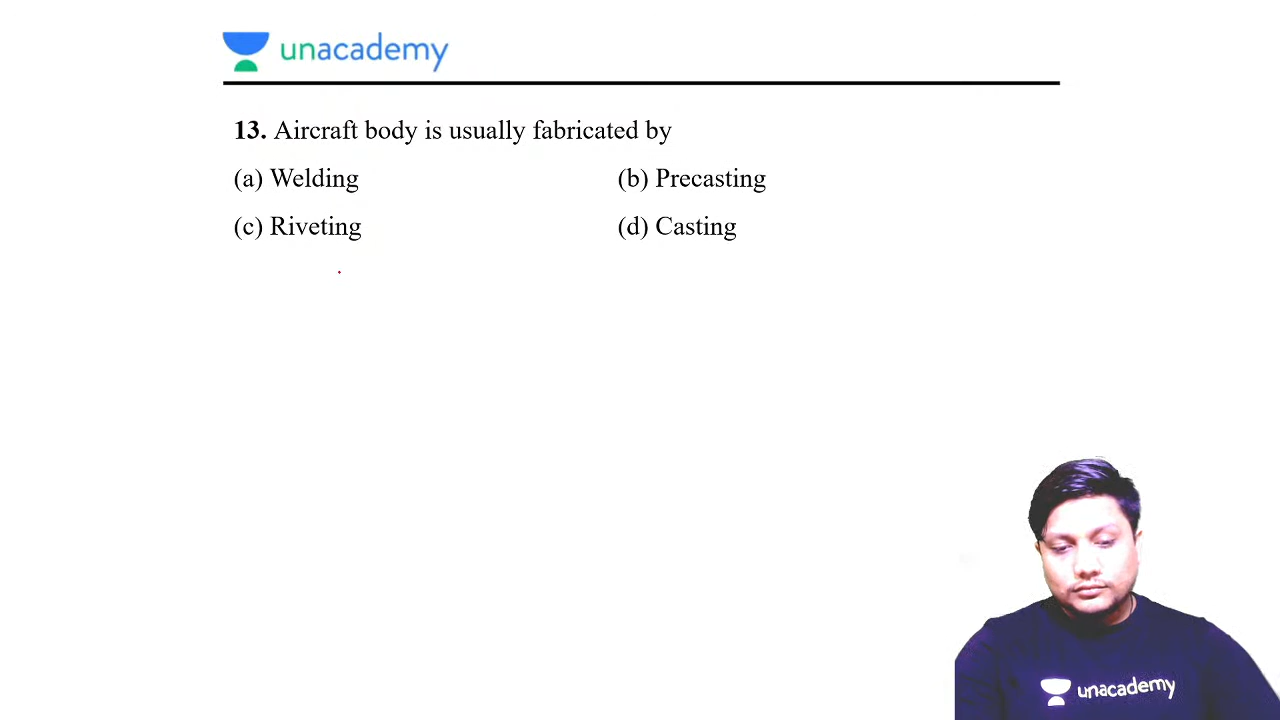 unacademy
13. Aircraft body is usually fabricated by
(a) Welding (b) Precasting
(c) Riveting (d) Casting
unacademy